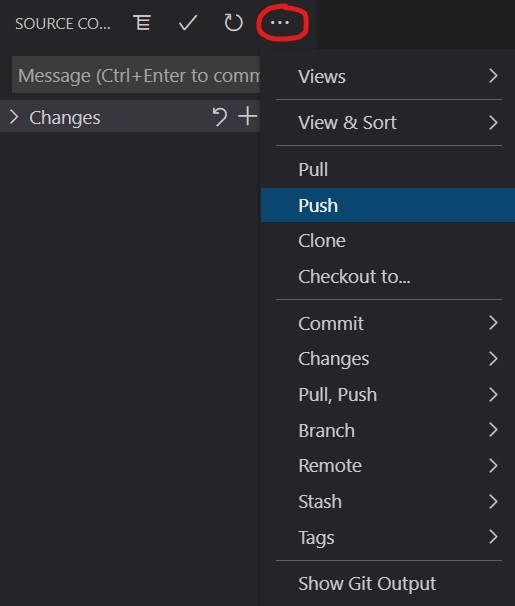 SOURCE CO...
Message (Ctrl+Enter to comm
Changes
Views
View & Sort
Pull
Push
Clone
Checkout to...
Commit
Changes
Pull, Push
Branch
Remote
Stash
Tags
Show Git Output